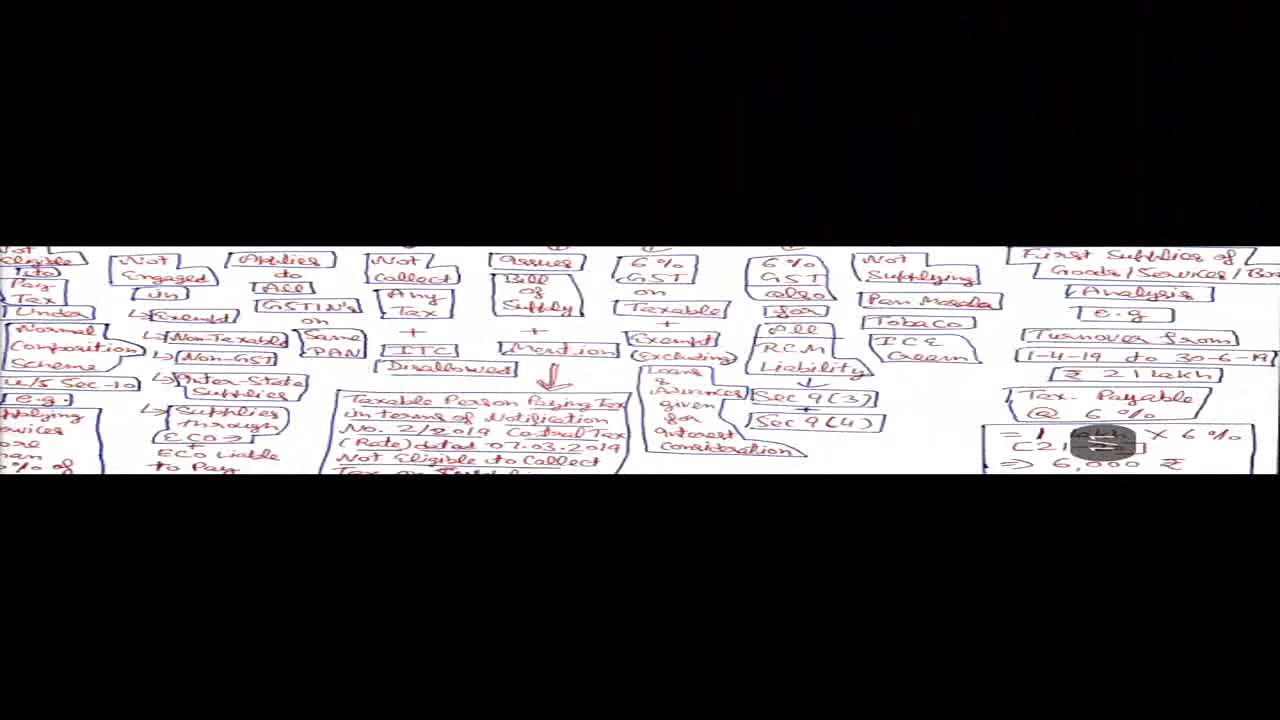 Not
Eligible
to
Pay
Tax
Under
Normal
Composition
Scheme
u/s Sec-10
e.g.
Not
Engaged
in
↳ Exempt
↳ Non-Taxable
↳ Non-GST
↳ Inter-State
Supplies
↳ Supplies
through
ECO →
+
ECO Liable
to Pay
Applies
to
All
GSTIN's
on
Same
PAN
Not
Collect
Any
Tax
+
ITC
Disallowed
Issues
Bill
of
Supply
+
Mention
Taxable Person Paying Tax
in terms of Notification
No. 2/2019 Central Tax
(Rate) dated 07.03.2019
Not Eligible to Collect
6%
GST
on
Taxable
+
Exempt
(Excluding)
Loans
&
Advances
given
for
Interest
Consideration
6%
GST
also
for
All
RCM
Liability
Sec 9(3)
+
Sec 9(4)
Not
Supplying
Pan Masala
Tobaco
ICE
Cream
First Supplies of
Goods/Services/Bo
Analysis
e.g
Turnover from
1-4-19 to 30-6-19
₹ 21 lakh
Tax Payable
@ 6%
= 1 X 6%
(21
⇒ 6,000 ₹